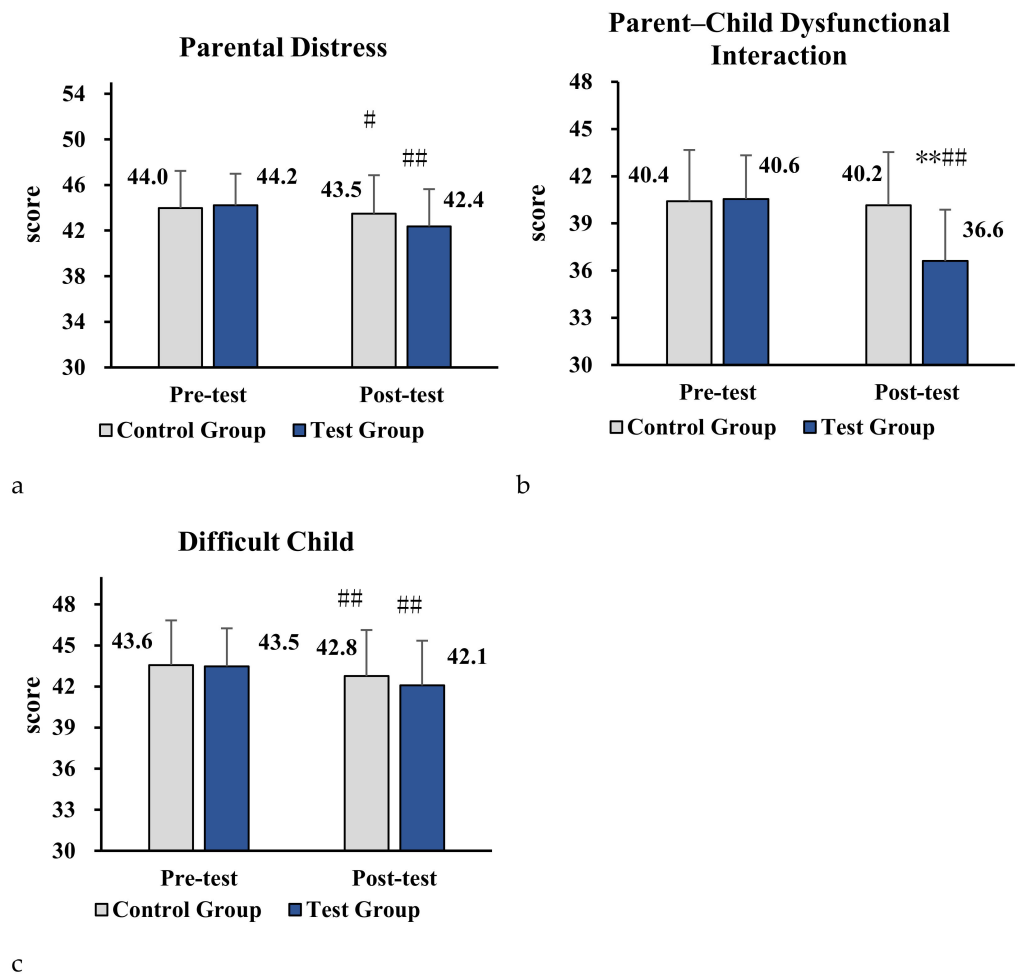 Parental Distress
54
50
46
42
38
34
30
score
44.0
44.2
43.5
42.4
#
##
Pre-test
Post-test
Control Group
Test Group
a
Parent–Child Dysfunctional
Interaction
48
45
42
39
36
33
30
score
40.4
40.6
40.2
36.6
**##
Pre-test
Post-test
Control Group
Test Group
b
Difficult Child
48
45
42
39
36
33
30
score
43.6
43.5
42.8
42.1
##
##
Pre-test
Post-test
Control Group
Test Group
c